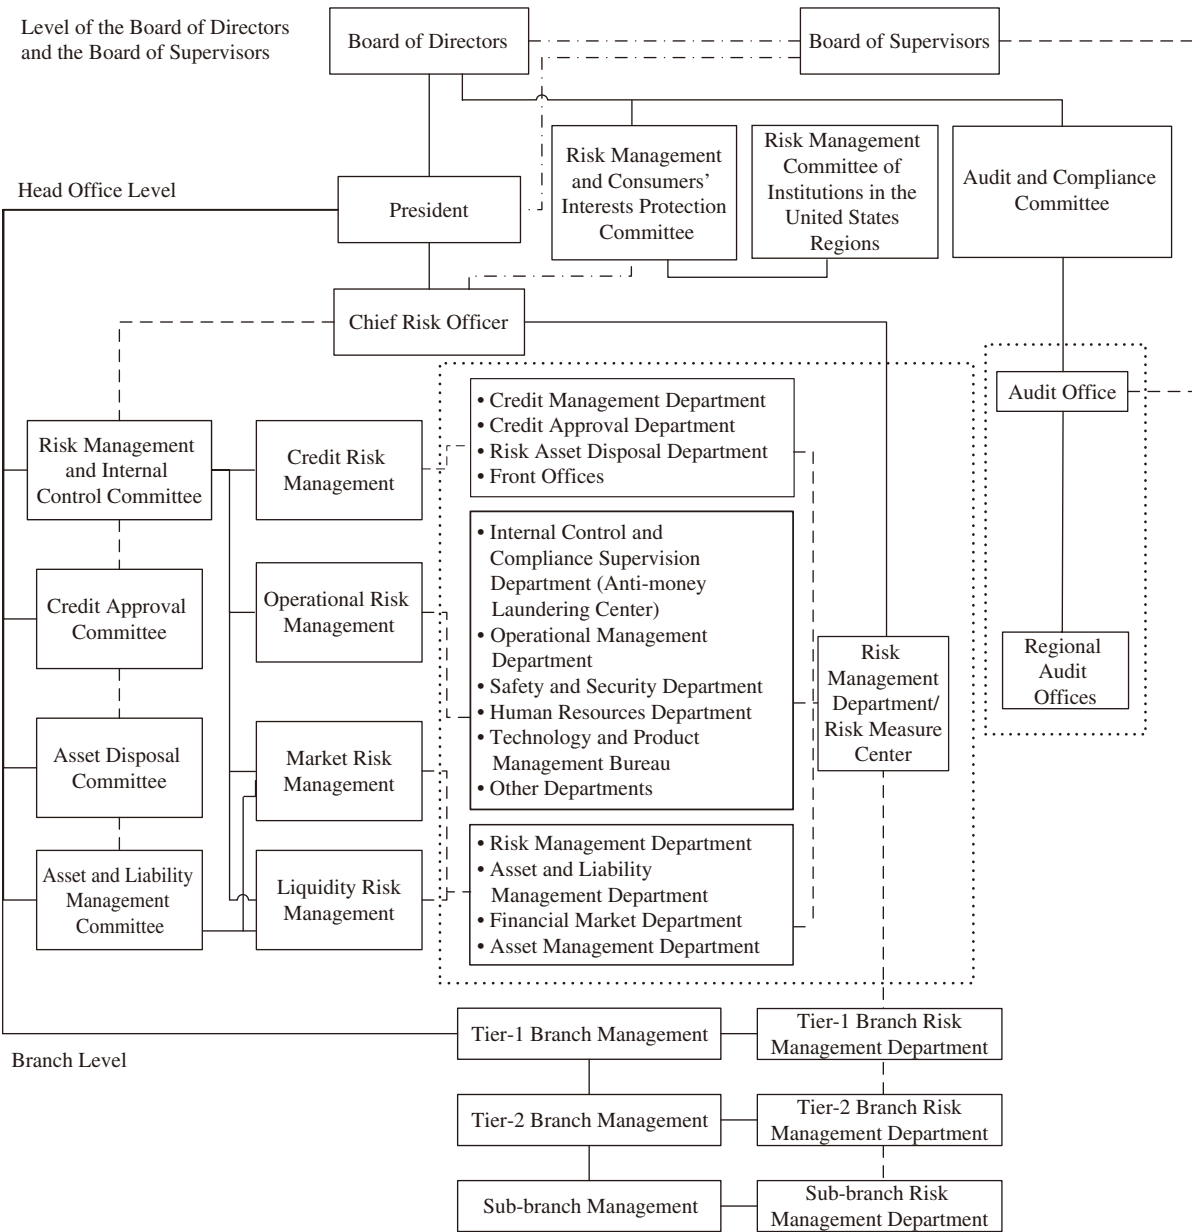 Level of the Board of Directors
and the Board of Supervisors
Board of Directors
Board of Supervisors
Risk Management
and Consumers’
Interests Protection
Committee
Risk Management
Committee of
Institutions in the
United States
Regions
Audit and Compliance
Committee
Head Office Level
President
Chief Risk Officer
Audit Office
Regional
Audit
Offices
Risk Management
and Internal
Control Committee
Credit Approval
Committee
Asset Disposal
Committee
Asset and Liability
Management
Committee
Credit Risk
Management
Operational Risk
Management
Market Risk
Management
Liquidity Risk
Management
• Credit Management Department
• Credit Approval Department
• Risk Asset Disposal Department
• Front Offices
• Internal Control and
Compliance Supervision
Department (Anti-money
Laundering Center)
• Operational Management
Department
• Safety and Security Department
• Human Resources Department
• Technology and Product
Management Bureau
• Other Departments
• Risk Management Department
• Asset and Liability
Management Department
• Financial Market Department
• Asset Management Department
Risk
Management
Department/
Risk Measure
Center
Branch Level
Tier-1 Branch Management
Tier-1 Branch Risk
Management Department
Tier-2 Branch Management
Tier-2 Branch Risk
Management Department
Sub-branch Management
Sub-branch Risk
Management Department